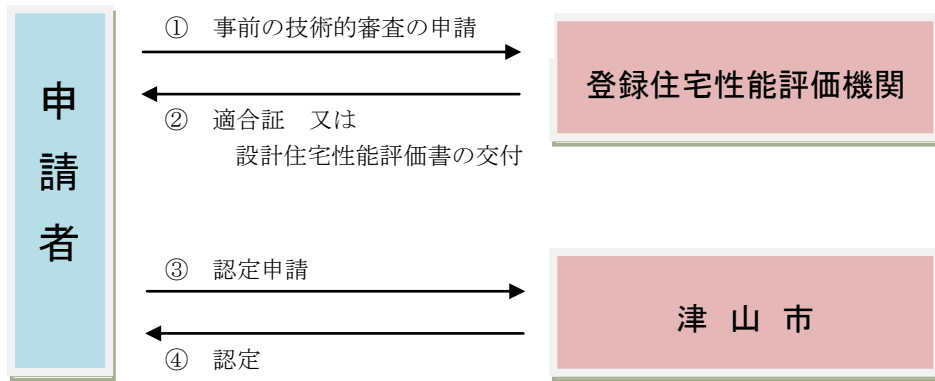 申請者
① 事前の技術的審査の申請
登録住宅性能評価機関
② 適合証 又は
設計住宅性能評価書の交付
③ 認定申請
津山市
④ 認定